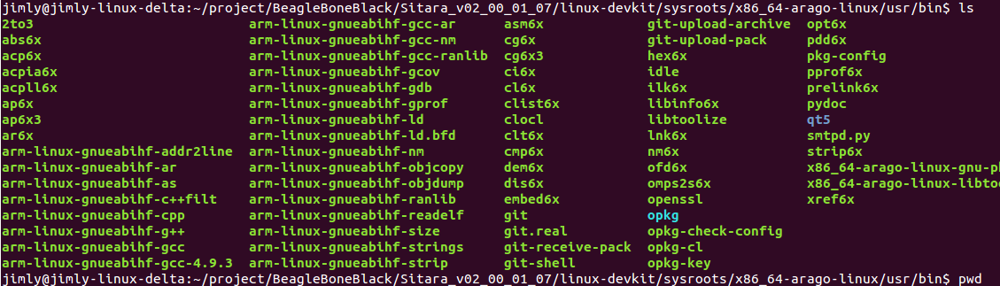 jimly@jimly-linux-delta:~/project/BeagleBoneBlack/Sitara_v02_00_01_07/linux-devkit/sysroots/x86_64-arago-linux/usr/bin$ ls
2to3 arm-linux-gnueabihf-gcc-ar asm6x git-upload-archive opt6x
abs6x arm-linux-gnueabihf-gcc-nm cg6x git-upload-pack pdd6x
acp6x arm-linux-gnueabihf-gcc-ranlib cg6x3 hex6x pkg-config
acpia6x arm-linux-gnueabihf-gcov ci6x idle pprof6x
acpll6x arm-linux-gnueabihf-gdb cl6x ilk6x prelink6x
ap6x arm-linux-gnueabihf-gprof clist6x libinfo6x pydoc
ap6x3 arm-linux-gnueabihf-ld clocl libtoolize qt5
ar6x arm-linux-gnueabihf-ld.bfd clt6x lnk6x smtpd.py
arm-linux-gnueabihf-addr2line arm-linux-gnueabihf-nm cmp6x nm6x strip6x
arm-linux-gnueabihf-ar arm-linux-gnueabihf-objcopy dem6x ofd6x x86_64-arago-linux-gnu-p
arm-linux-gnueabihf-as arm-linux-gnueabihf-objdump dis6x omps2s6x x86_64-arago-linux-libto
arm-linux-gnueabihf-c++filt arm-linux-gnueabihf-ranlib embed6x openssl xref6x
arm-linux-gnueabihf-cpp arm-linux-gnueabihf-readelf git opkg
arm-linux-gnueabihf-g++ arm-linux-gnueabihf-size git.real opkg-check-config
arm-linux-gnueabihf-gcc arm-linux-gnueabihf-strings git-receive-pack opkg-cl
arm-linux-gnueabihf-gcc-4.9.3 arm-linux-gnueabihf-strip git-shell opkg-key
jimly@jimly-linux-delta:~/project/BeagleBoneBlack/Sitara_v02_00_01_07/linux-devkit/sysroots/x86_64-arago-linux/usr/bin$ pwd